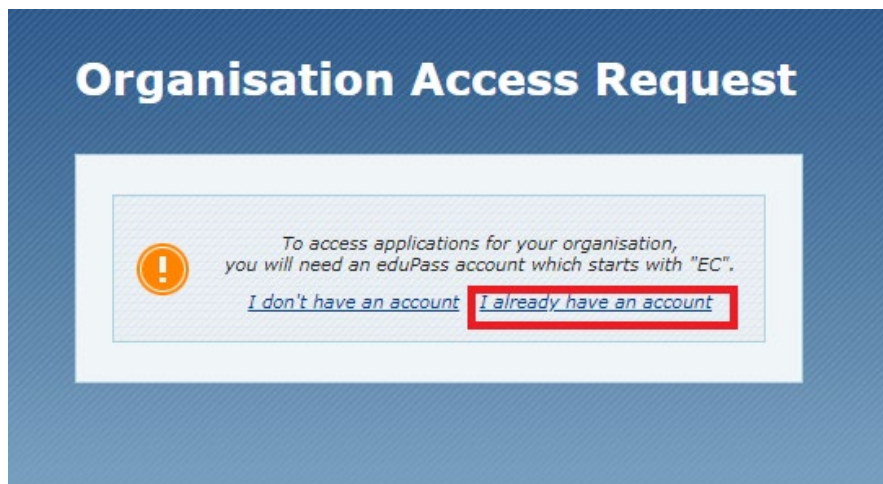 Organisation Access Request
To access applications for your organisation,
you will need an eduPass account which starts with "EC".
I don't have an account I already have an account